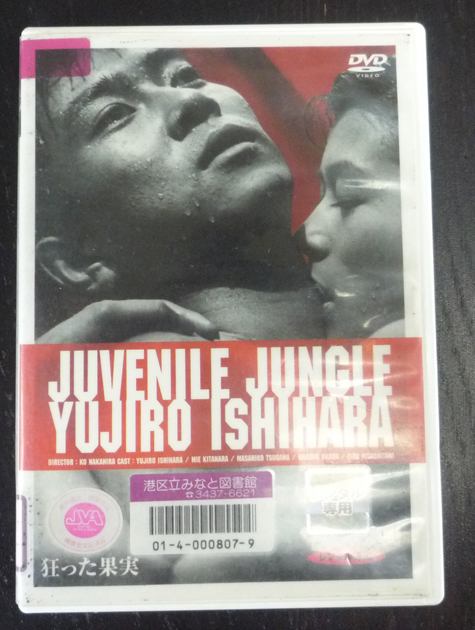 DVD
VIDEO
JUVENILE JUNGLE
YUJIRO ISHIHARA
DIRECTOR : KO NAKAHIRA CAST : YUJIRO ISHIHARA / MIE KITAHARA / MASAHIKO TSUGAWA / HAROLD
港区立みなと図書館
☎3437-6621
専用
JVA
01-4-000807-9
狂った果実